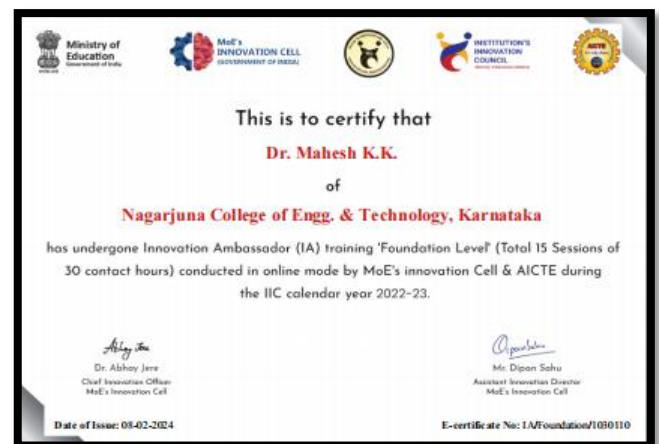 Ministry of
Education
Government of India
MoE's
INNOVATION CELL
(GOVERNMENT OF INDIA)
INSTITUTION'S
INNOVATION
COUNCIL
AICTE
This is to certify that
Dr. Mahesh K.K.
of
Nagarjuna College of Engg. & Technology, Karnataka
has undergone Innovation Ambassador (IA) training 'Foundation Level' (Total 15 Sessions of
30 contact hours) conducted in online mode by MoE's innovation Cell & AICTE during
the IIC calendar year 2022-23.
Dr. Abhay Jere
Chief Innovation Officer
MoE's Innovation Cell
Mr. Dipan Sahu
Assistant Innovation Director
MoE's Innovation Cell
Date of Issue: 08-02-2024
E-certificate No: IA/Foundation/1030110